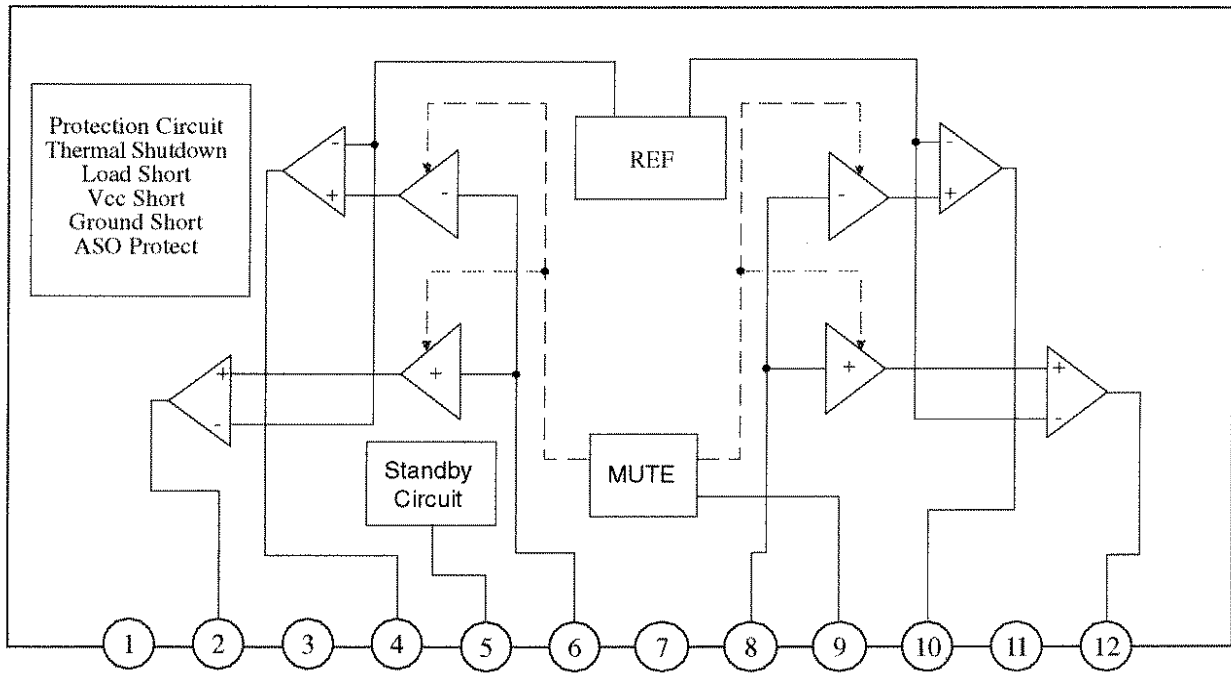 Protection Circuit
Thermal Shutdown
Load Short
Vcc Short
Ground Short
ASO Protect
REF
-
+
-
-
-
+
+
-
+
+
+
-
Standby
Circuit
MUTE
1 2 3 4 5 6 7 8 9 10 11 12